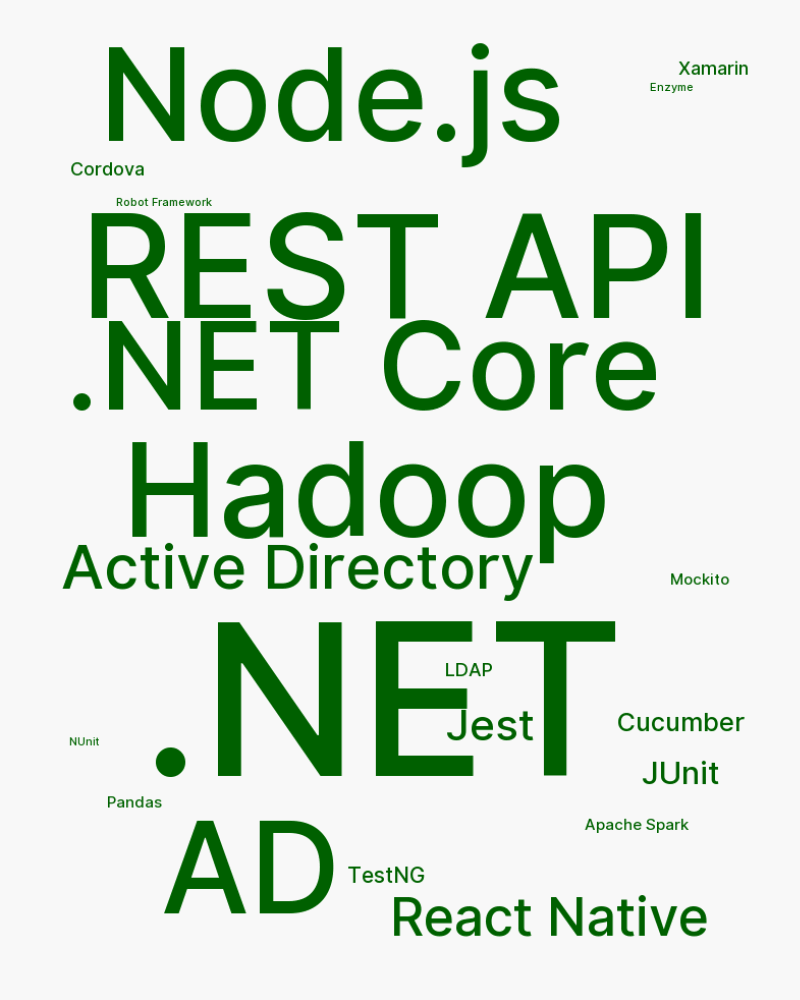 Node.js
Xamarin
Enzyme
Cordova
Robot Framework
REST API
.NET Core
Hadoop
Active Directory
Mockito
.NET
LDAP
Jest
Cucumber
NUnit
JUnit
Pandas
Apache Spark
AD
TestNG
React Native